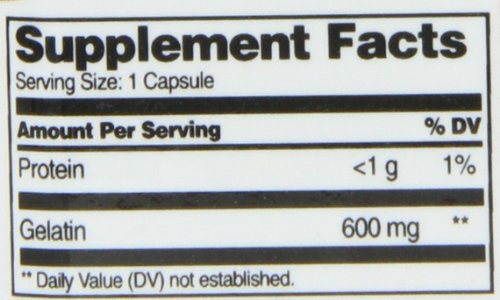 Supplement Facts
Serving Size: 1 Capsule
Amount Per Serving % DV
Protein <1 g 1%
Gelatin 600 mg **
** Daily Value (DV) not established.